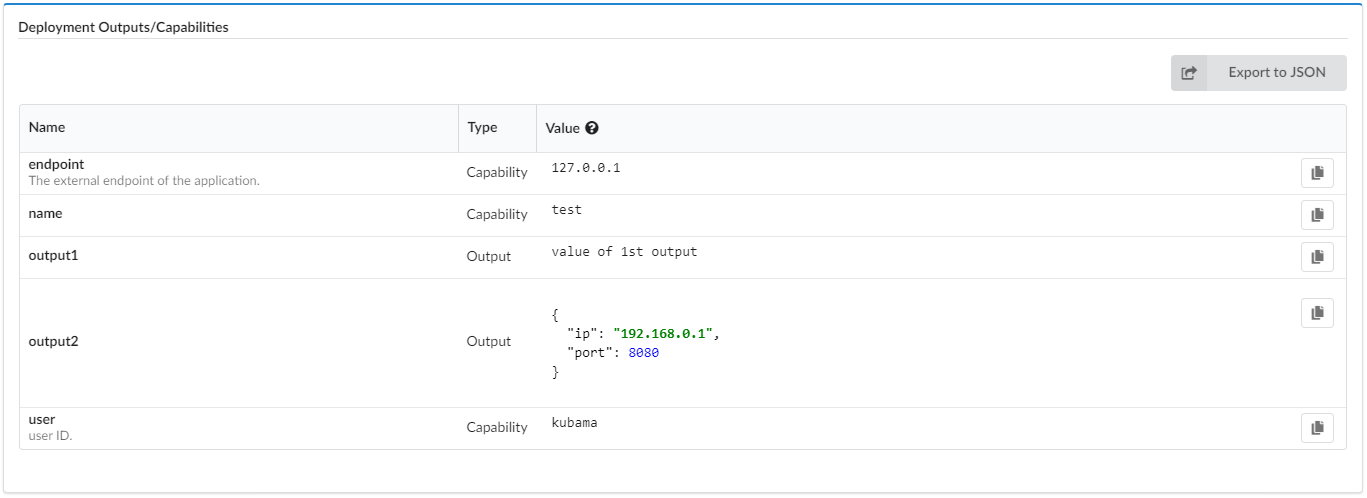 Deployment Outputs/Capabilities
Export to JSON
Name Type Value
endpoint
The external endpoint of the application.
Capability 127.0.0.1
name Capability test
output1 Output value of 1st output
output2 Output
{
"ip": "192.168.0.1",
"port": 8080
}
user
user ID.
Capability kubama